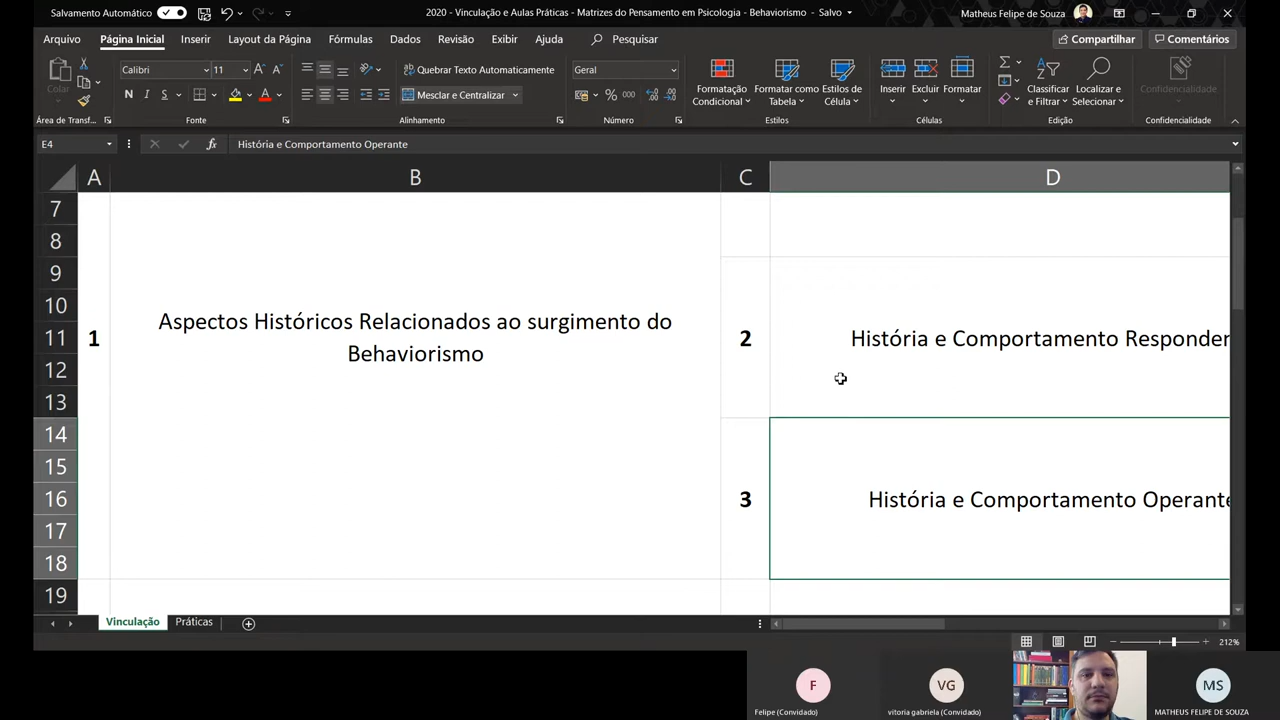 Salvamento Automático
2020 - Vinculação e Aulas Práticas - Matrizes do Pensamento em Psicologia - Behaviorismo - Salvo
Matheus Felipe de Souza
Arquivo
Página Inicial
Inserir
Layout da Página
Fórmulas
Dados
Revisão
Exibir
Ajuda
Pesquisar
Compartilhar
Comentários
Colar
Calibri
11
N I S
Quebrar Texto Automaticamente
Mesclar e Centralizar
Geral
% 000
Formatação Condicional
Formatar como Tabela
Estilos de Célula
Inserir
Excluir
Formatar
Classificar e Filtrar
Localizar e Selecionar
Confidencialidade
Área de Transf...
Fonte
Alinhamento
Número
Estilos
Células
Edição
Confidencialidade
E4
fx
História e Comportamento Operante
A B C D
7
8
9
10
11
12
13
14
15
16
17
18
19
1
Aspectos Históricos Relacionados ao surgimento do
Behaviorismo
2
História e Comportamento Responden
3
História e Comportamento Operante
Vinculação
Práticas
212%
F
Felipe (Convidado)
VG
vitoria gabriela (Convidado)
MS
MATHEUS FELIPE DE SOUZA